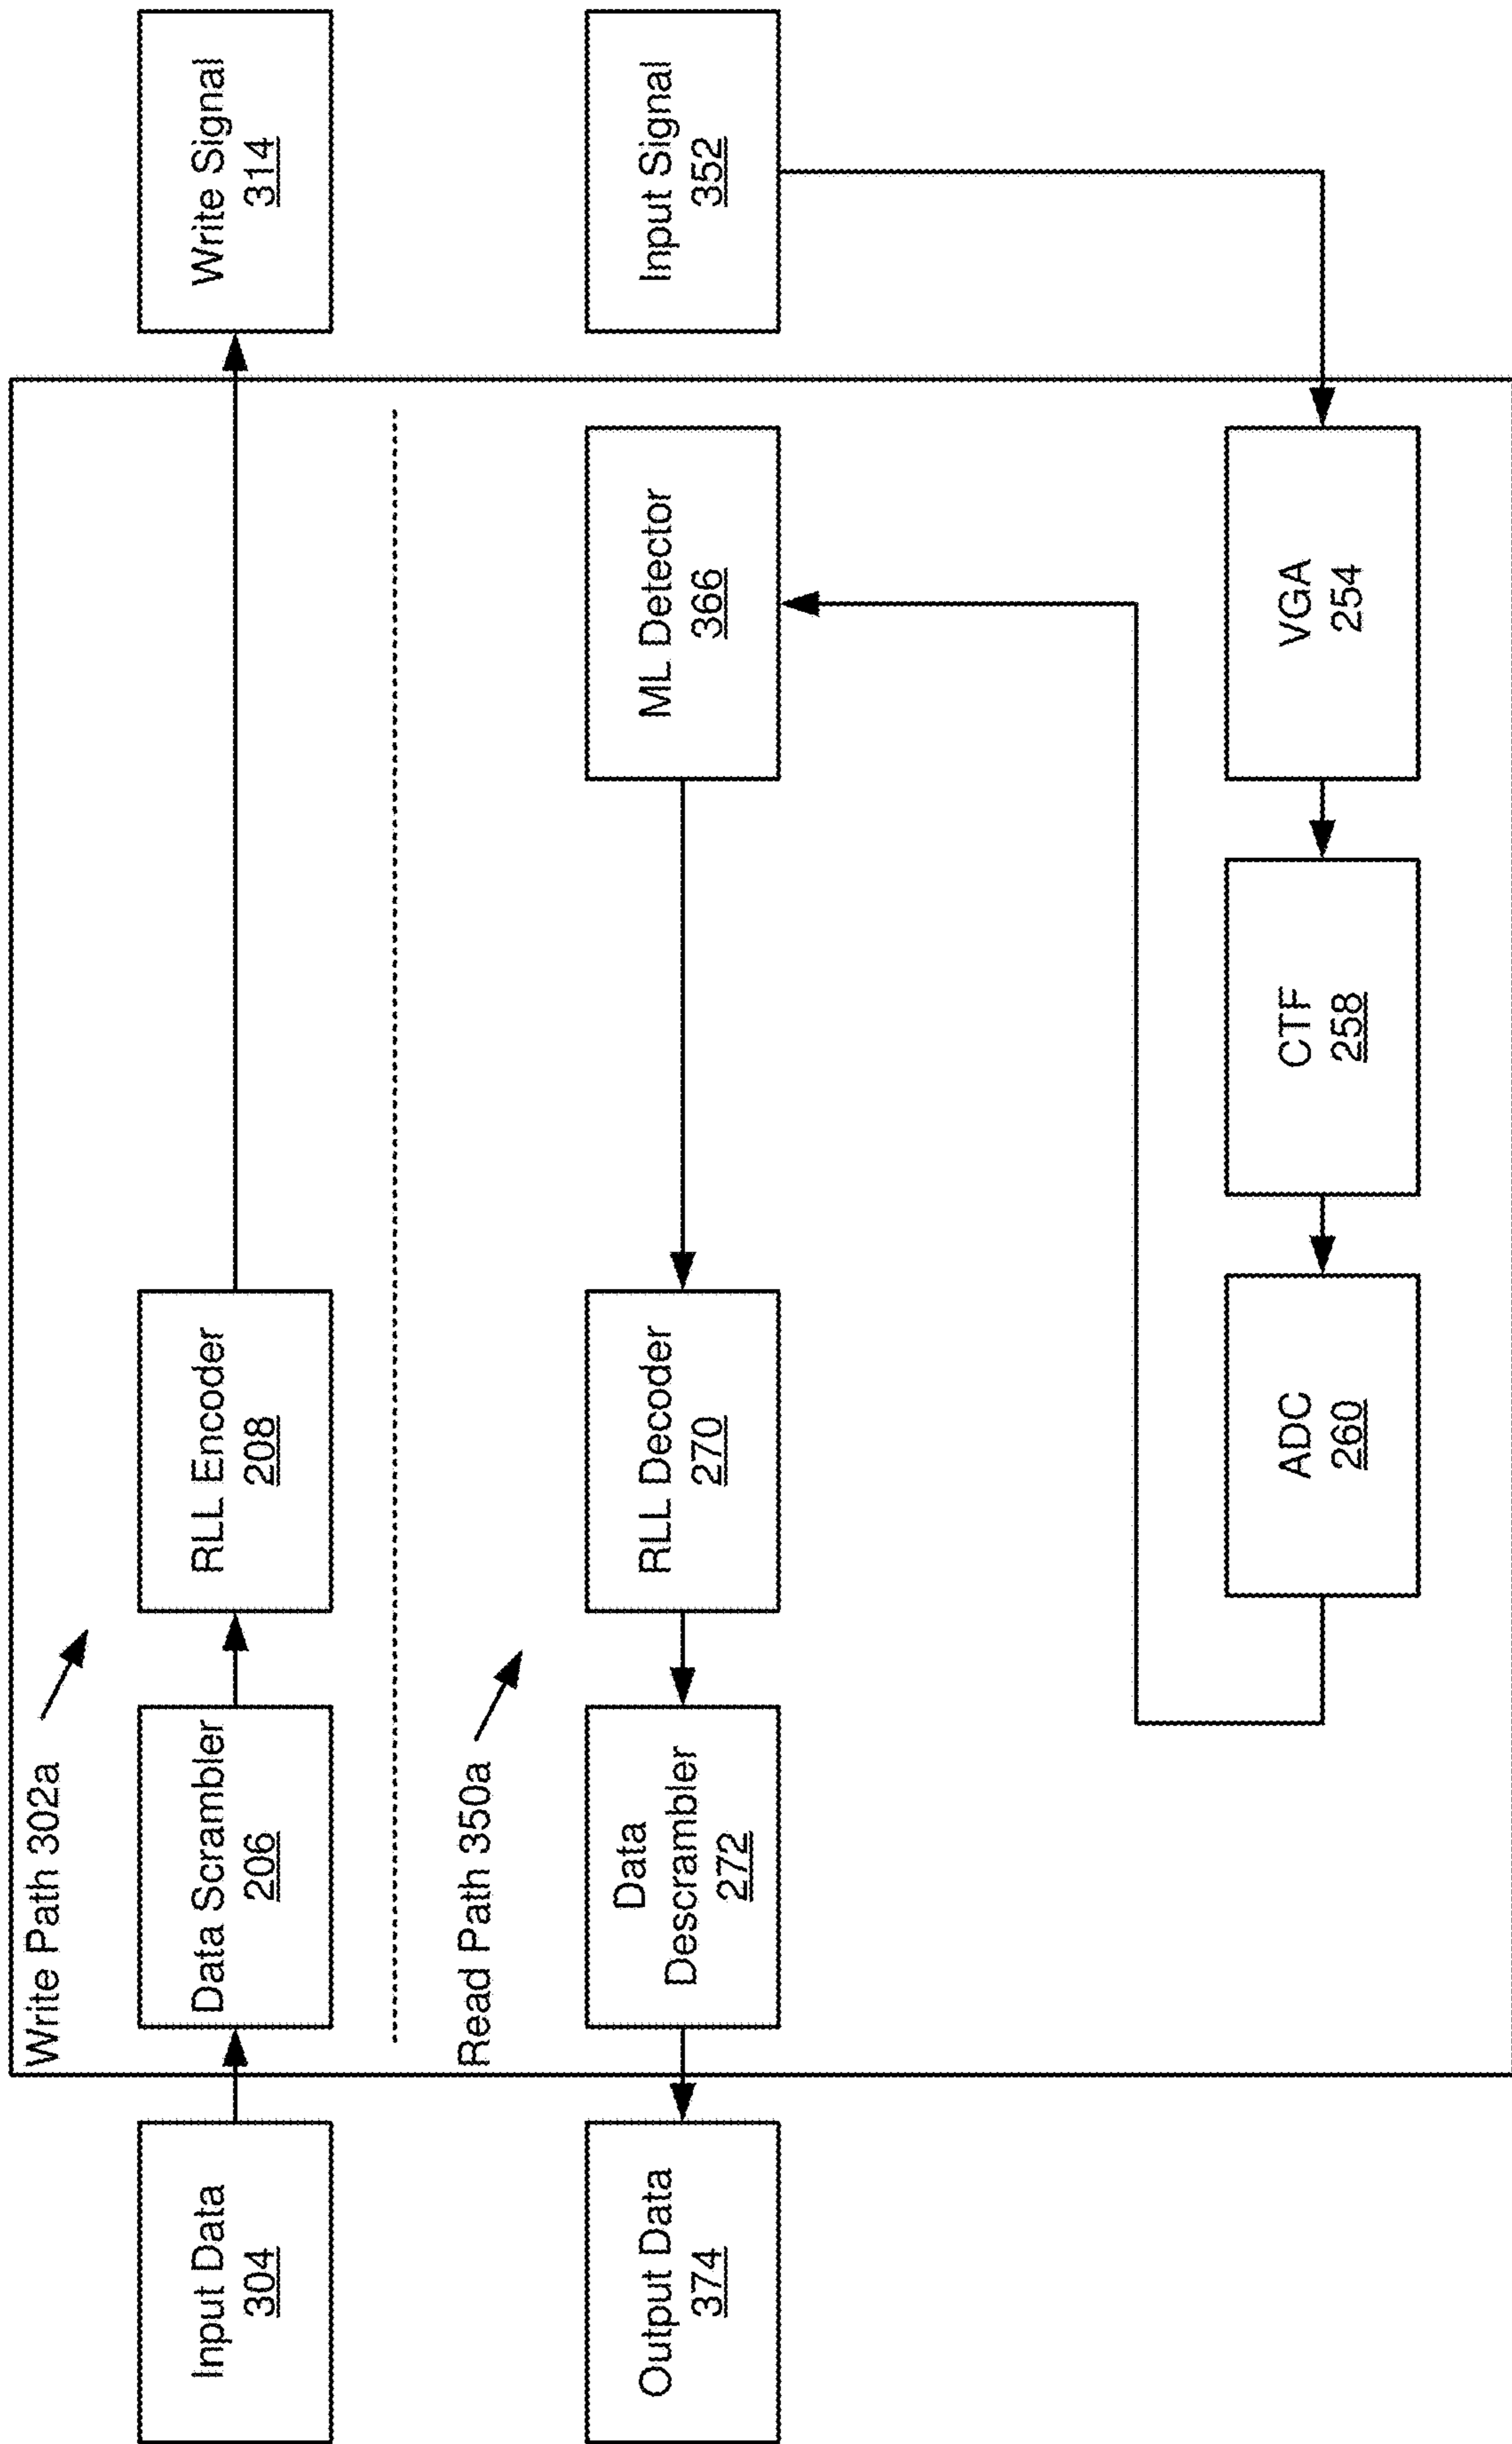 Write Path 302a
Input Data
304
Data Scrambler
206
RLL Encoder
208
Write Signal
314
Read Path 350a
Output Data
374
Data
Descrambler
272
RLL Decoder
270
ML Detector
366
Input Signal
352
ADC
260
CTF
258
VGA
254